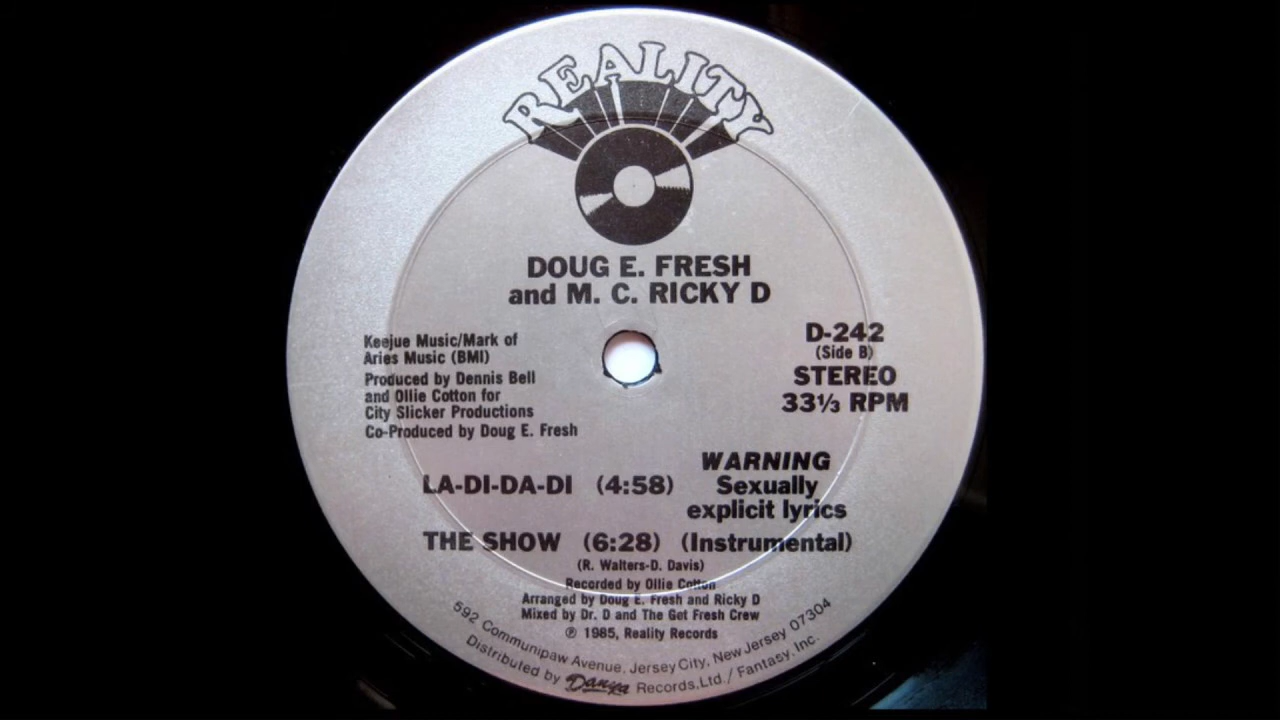 REALITY
DOUG E. FRESH
and M. C. RICKY D
Keejue Music/Mark of
Aries Music (BMI)
Produced by Dennis Bell
and Ollie Cotton for
City Slicker Productions
Co-Produced by Doug E. Fresh
D-242
(Side B)
STEREO
33⅓ RPM
WARNING
Sexually
explicit lyrics
LA-DI-DA-DI (4:58)
THE SHOW (6:28) (Instrumental)
(R. Walters-D. Davis)
Recorded by Ollie Cotton
Arranged by Doug E. Fresh and Ricky D
Mixed by Dr. D and The Get Fresh Crew
℗ 1985, Reality Records
592 Communipaw Avenue, Jersey City, New Jersey 07304
Distributed by Danya Records, Ltd./ Fantasy, Inc.